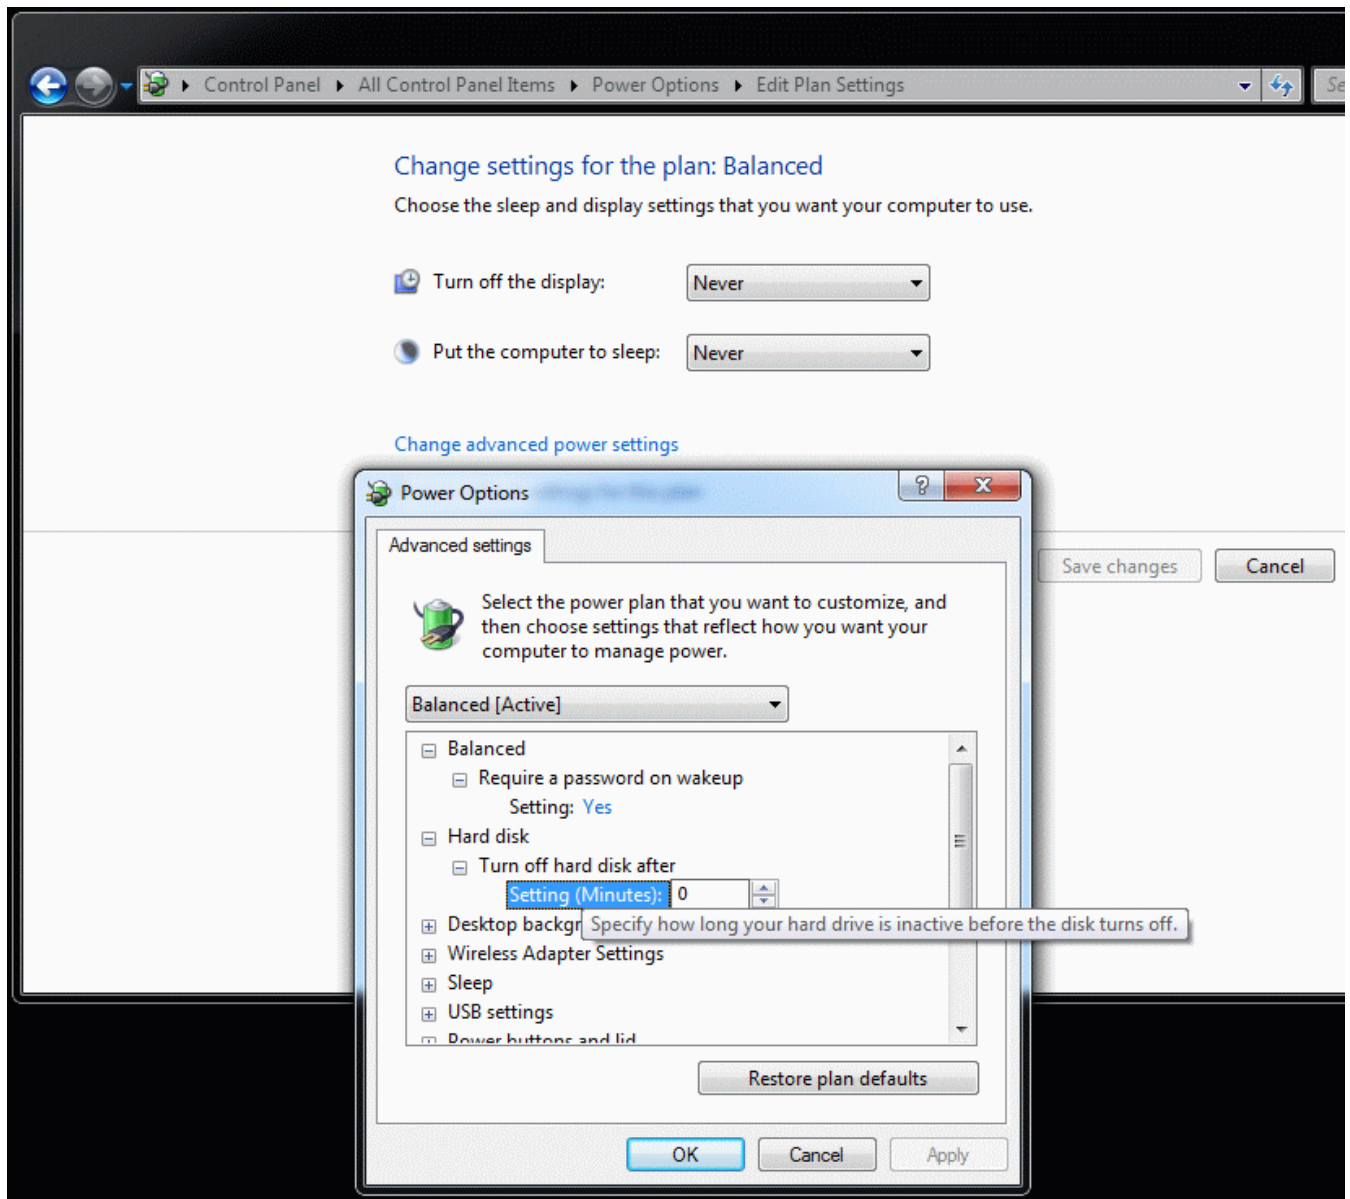 Control Panel All Control Panel Items Power Options Edit Plan Settings Se
Change settings for the plan: Balanced
Choose the sleep and display settings that you want your computer to use.
Turn off the display: Never
Put the computer to sleep: Never
Change advanced power settings
Power Options ? X
Advanced settings
Save changes Cancel
Select the power plan that you want to customize, and
then choose settings that reflect how you want your
computer to manage power.
Balanced [Active]
Balanced
Require a password on wakeup
Setting: Yes
Hard disk
Turn off hard disk after
Setting (Minutes): 0
Desktop backgr
Specify how long your hard drive is inactive before the disk turns off.
Wireless Adapter Settings
Sleep
USB settings
Power buttons and lid
Restore plan defaults
OK Cancel Apply